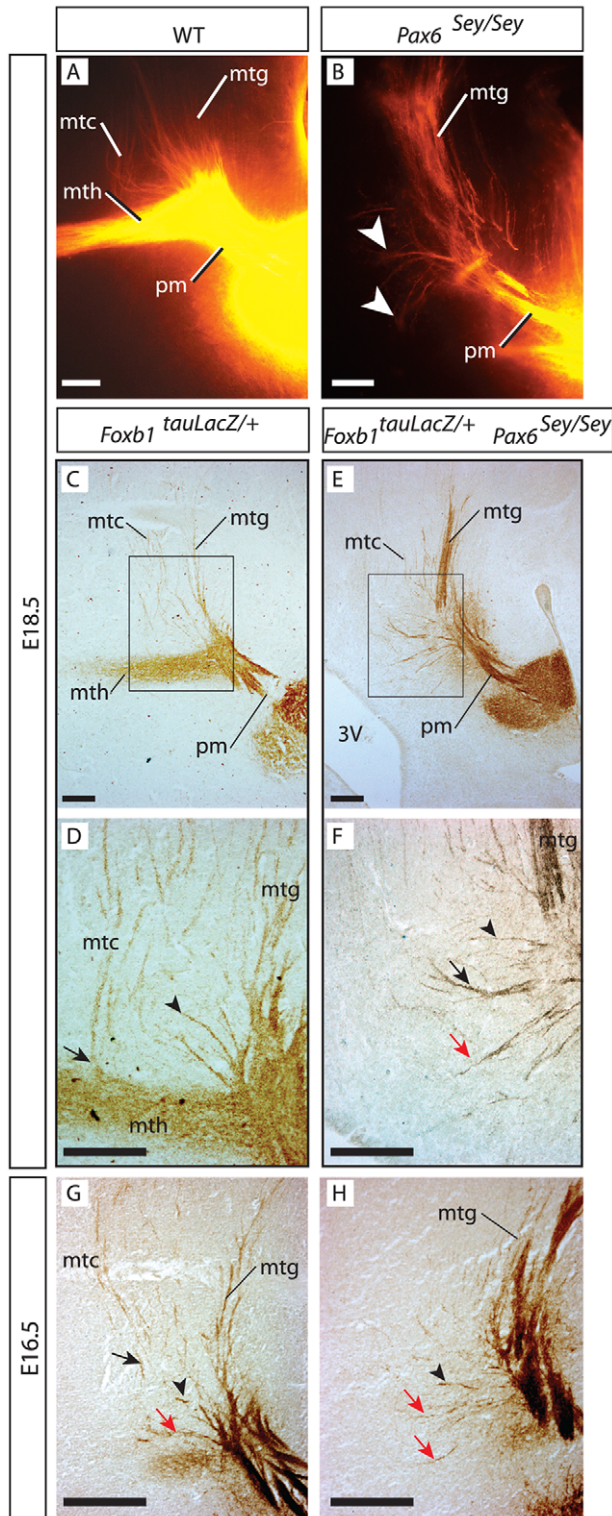 WT
Pax6 Sey/Sey
E18.5
A
mtg
mtc
mth
pm
B
mtg
pm
Foxb1 tauLacZ/+
Foxb1 tauLacZ/+ Pax6 Sey/Sey
C
mtc
mtg
mth
pm
E
mtg
mtc
pm
3V
D
mtg
mtc
mth
F
mtg
E16.5
G
mtc
mtg
H
mtg